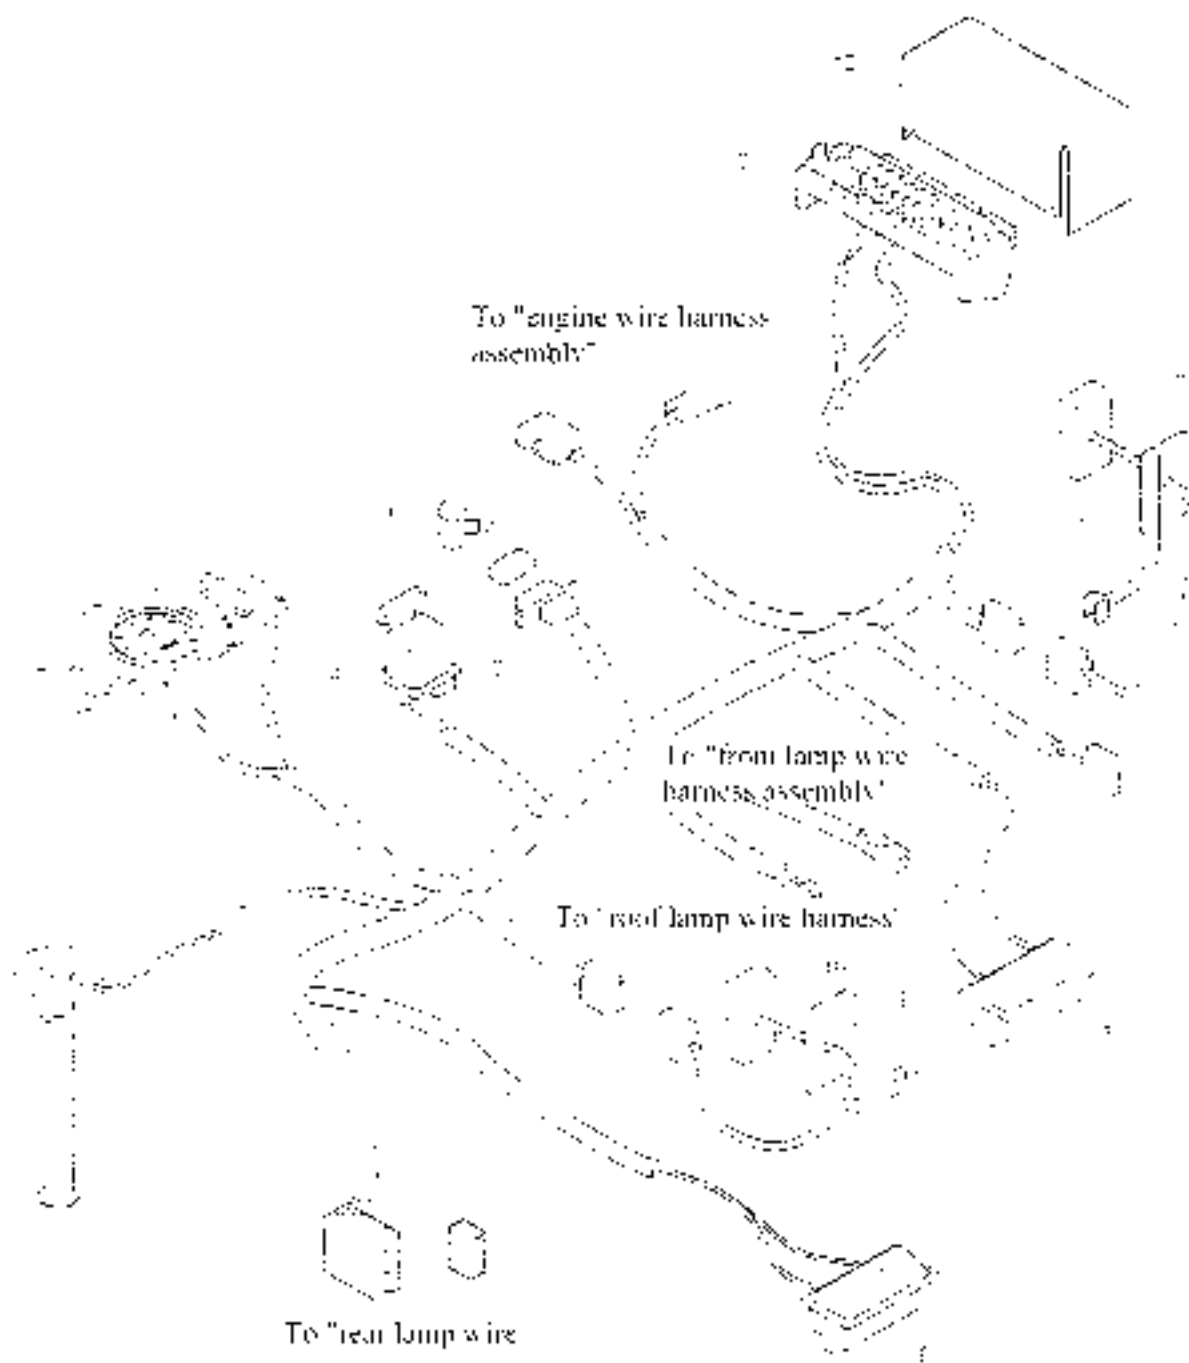 To "engine wire harness
assembly"
To "front lamp wire
harness assembly"
To "roof lamp wire harness"
To "rear lamp wire